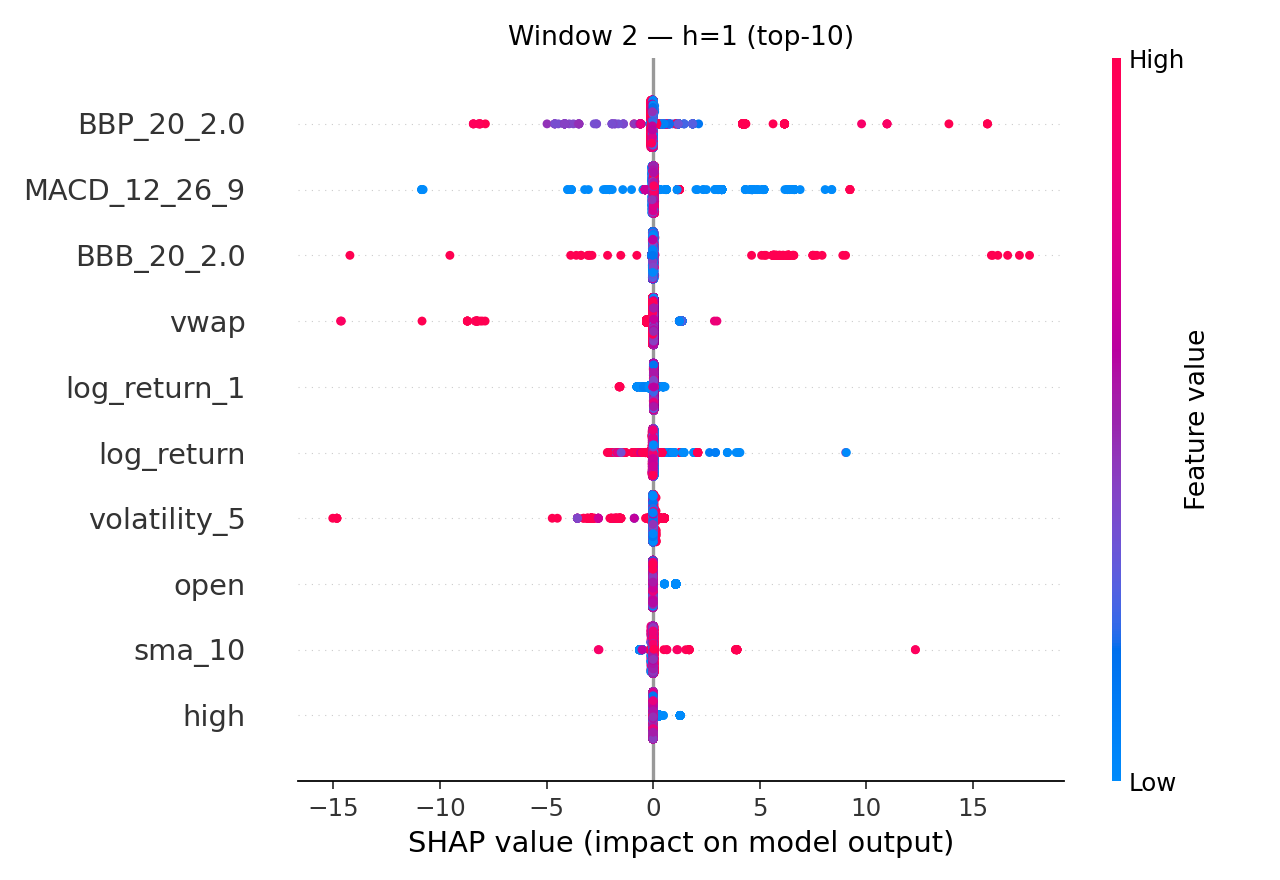 Window 2 — h=1 (top-10)
High
BBP_20_2.0
MACD_12_26_9
BBB_20_2.0
vwap
log_return_1
log_return
volatility_5
open
sma_10
high
Feature value
Low
−15 −10 −5 0 5 10 15
SHAP value (impact on model output)